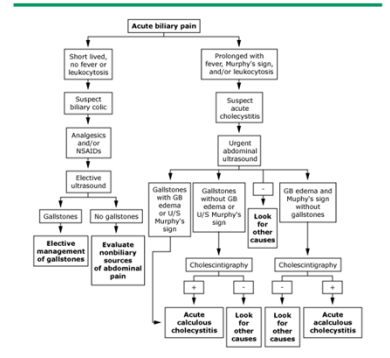 Acute biliary pain
Short lived,
no fever or
leukocytosis
Prolonged with
fever, Murphy's sign,
and/or leukocytosis
Suspect
biliary colic
Suspect
acute
cholecystitis
Analgesics
and/or
NSAIDs
Urgent
abdominal
ultrasound
Elective
ultrasound
Gallstones
No gallstones
Gallstones
with GB
edema
or U/S
Murphy's
sign
Gallstones
without GB
edema or
U/S Murphy's
sign
-
GB edema and
Muphy's sign
without
gallstones
Look
for
other
causes
Elective
management
of gallstones
Evaluate
nonbiliary
sources
of abdominal
pain
Cholescintigraphy
Cholescintigraphy
+
-
-
+
Acute
calculous
cholecystitis
Look
for other
causes
Look
for other
causes
Acute
acalculous
cholecystitis